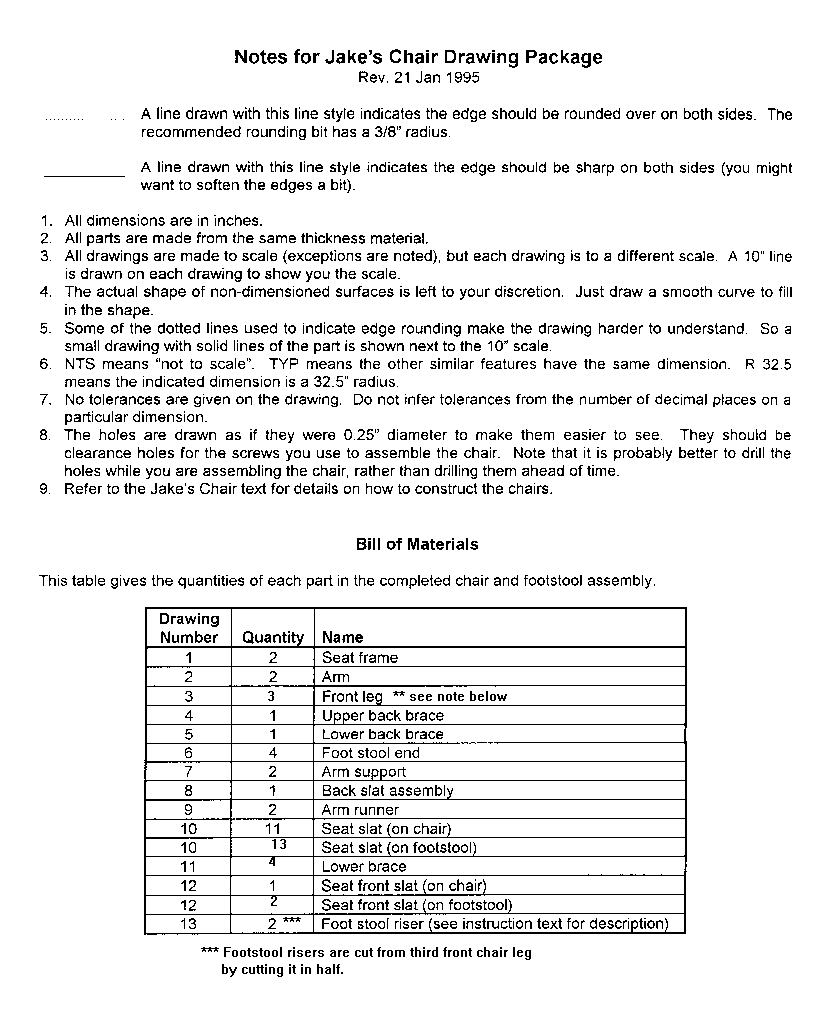 Notes for Jake's Chair Drawing Package
Rev. 21 Jan 1995
A line drawn with this line style indicates the edge should be rounded over on both sides. The
recommended rounding bit has a 3/8" radius.
A line drawn with this line style indicates the edge should be sharp on both sides (you might
want to soften the edges a bit).
1. All dimensions are in inches.
2. All parts are made from the same thickness material.
3. All drawings are made to scale (exceptions are noted), but each drawing is to a different scale. A 10" line
is drawn on each drawing to show you the scale.
4. The actual shape of non-dimensioned surfaces is left to your discretion. Just draw a smooth curve to fill
in the shape.
5. Some of the dotted lines used to indicate edge rounding make the drawing harder to understand. So a
small drawing with solid lines of the part is shown next to the 10" scale.
6. NTS means "not to scale". TYP means the other similar features have the same dimension. R 32.5
means the indicated dimension is a 32.5" radius.
7. No tolerances are given on the drawing. Do not infer tolerances from the number of decimal places on a
particular dimension.
8. The holes are drawn as if they were 0.25" diameter to make them easier to see. They should be
clearance holes for the screws you use to assemble the chair. Note that it is probably better to drill the
holes while you are assembling the chair, rather than drilling them ahead of time.
9. Refer to the Jake's Chair text for details on how to construct the chairs.
Bill of Materials
This table gives the quantities of each part in the completed chair and footstool assembly.
Drawing
Number Quantity Name
1 2 Seat frame
2 2 Arm
3 3 Front leg ** see note below
4 1 Upper back brace
5 1 Lower back brace
6 4 Foot stool end
7 2 Arm support
8 1 Back slat assembly
9 2 Arm runner
10 11 Seat slat (on chair)
10 13 Seat slat (on footstool)
11 4 Lower brace
12 1 Seat front slat (on chair)
12 2 Seat front slat (on footstool)
13 2 *** Foot stool riser (see instruction text for description)
*** Footstool risers are cut from third front chair leg
by cutting it in half.